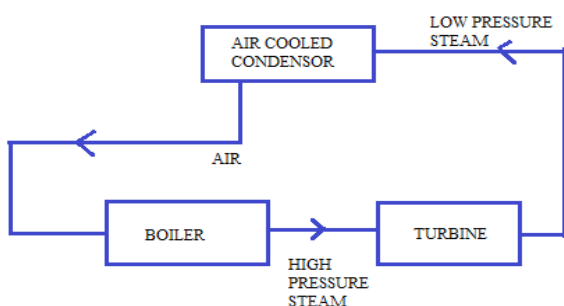 LOW PRESSURE
STEAM
AIR COOLED
CONDENSOR
AIR
BOILER
TURBINE
HIGH
PRESSURE
STEAM